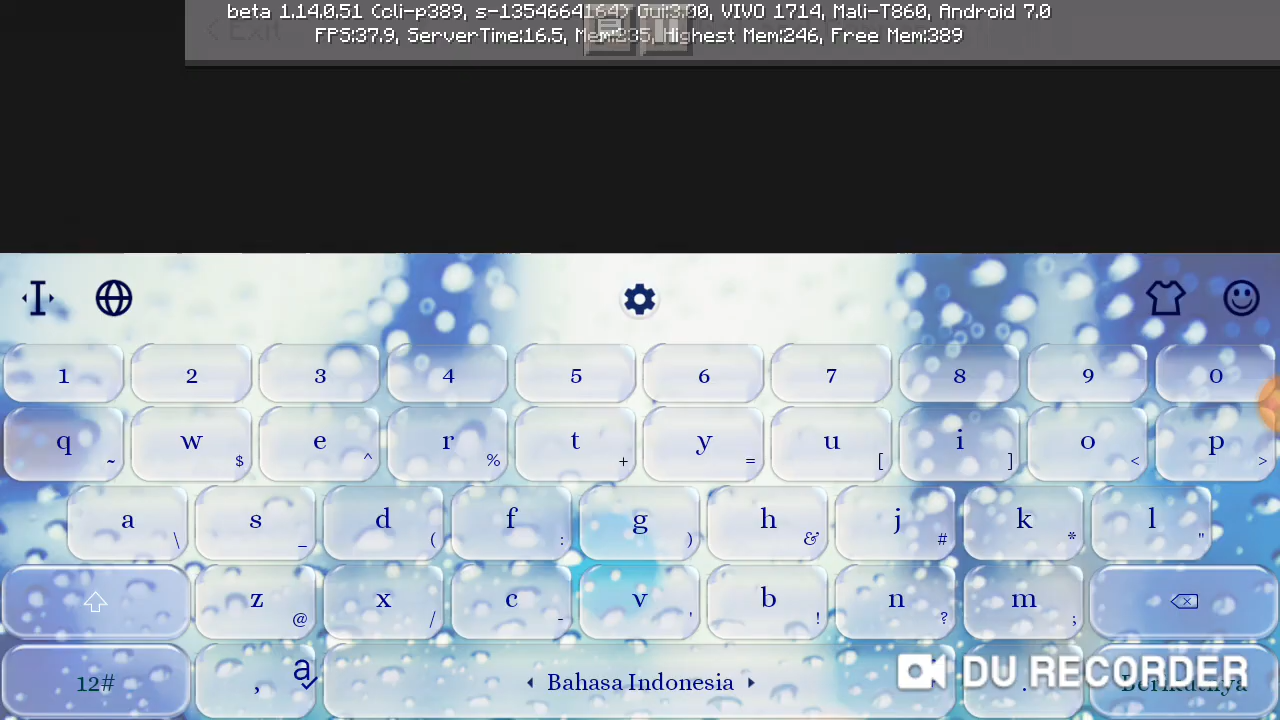 beta 1.14.0.51 (cli-p389, s-1354664164) Gui:3.00, VIVO 1714, Mali-T860, Android 7.0
FPS:37.9, ServerTime:16.5, Mem:235, Highest Mem:246, Free Mem:389
< Exit
1 2 3 4 5 6 7 8 9 0
q ~ w $ e ^ r % t + y = u [ i ] o < p >
a \ s _ d ( f : g ) h & j # k * l "
z @ x / c - v ' b ! n ? m ;
12# , a Bahasa Indonesia . Berikutnya
DU RECORDER